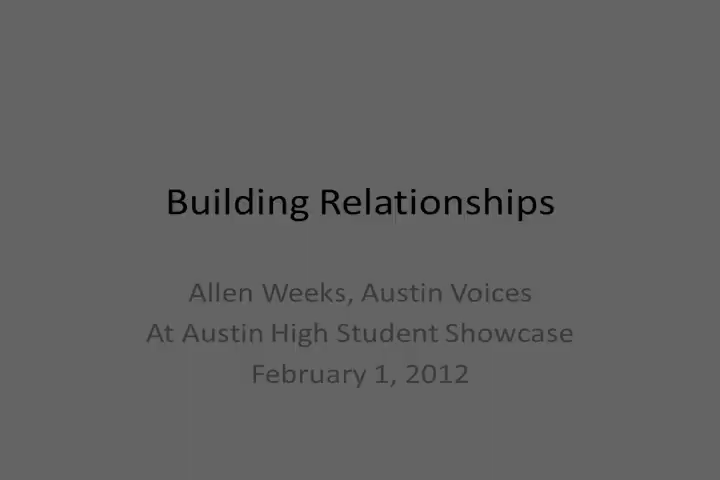 Building Relationships
Allen Weeks, Austin Voices
At Austin High Student Showcase
February 1, 2012